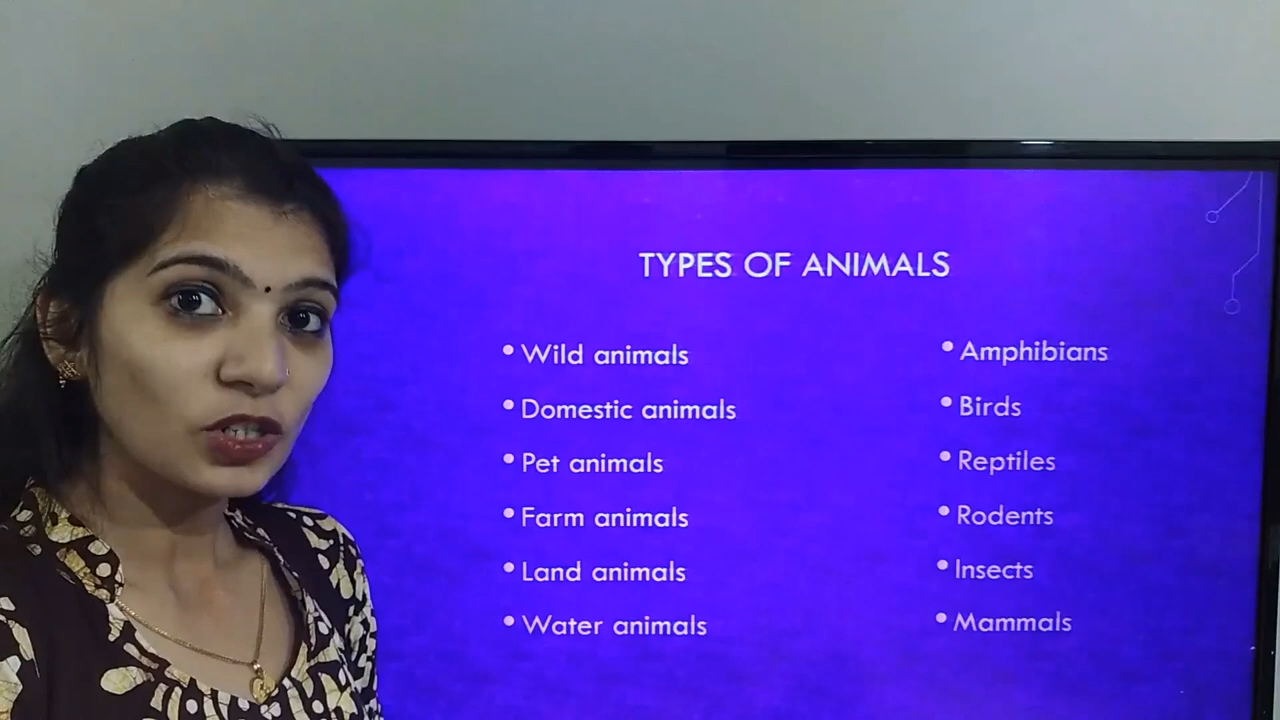 TYPES OF ANIMALS
• Wild animals
• Domestic animals
• Pet animals
• Farm animals
• Land animals
• Water animals
• Amphibians
• Birds
• Reptiles
• Rodents
• Insects
• Mammals